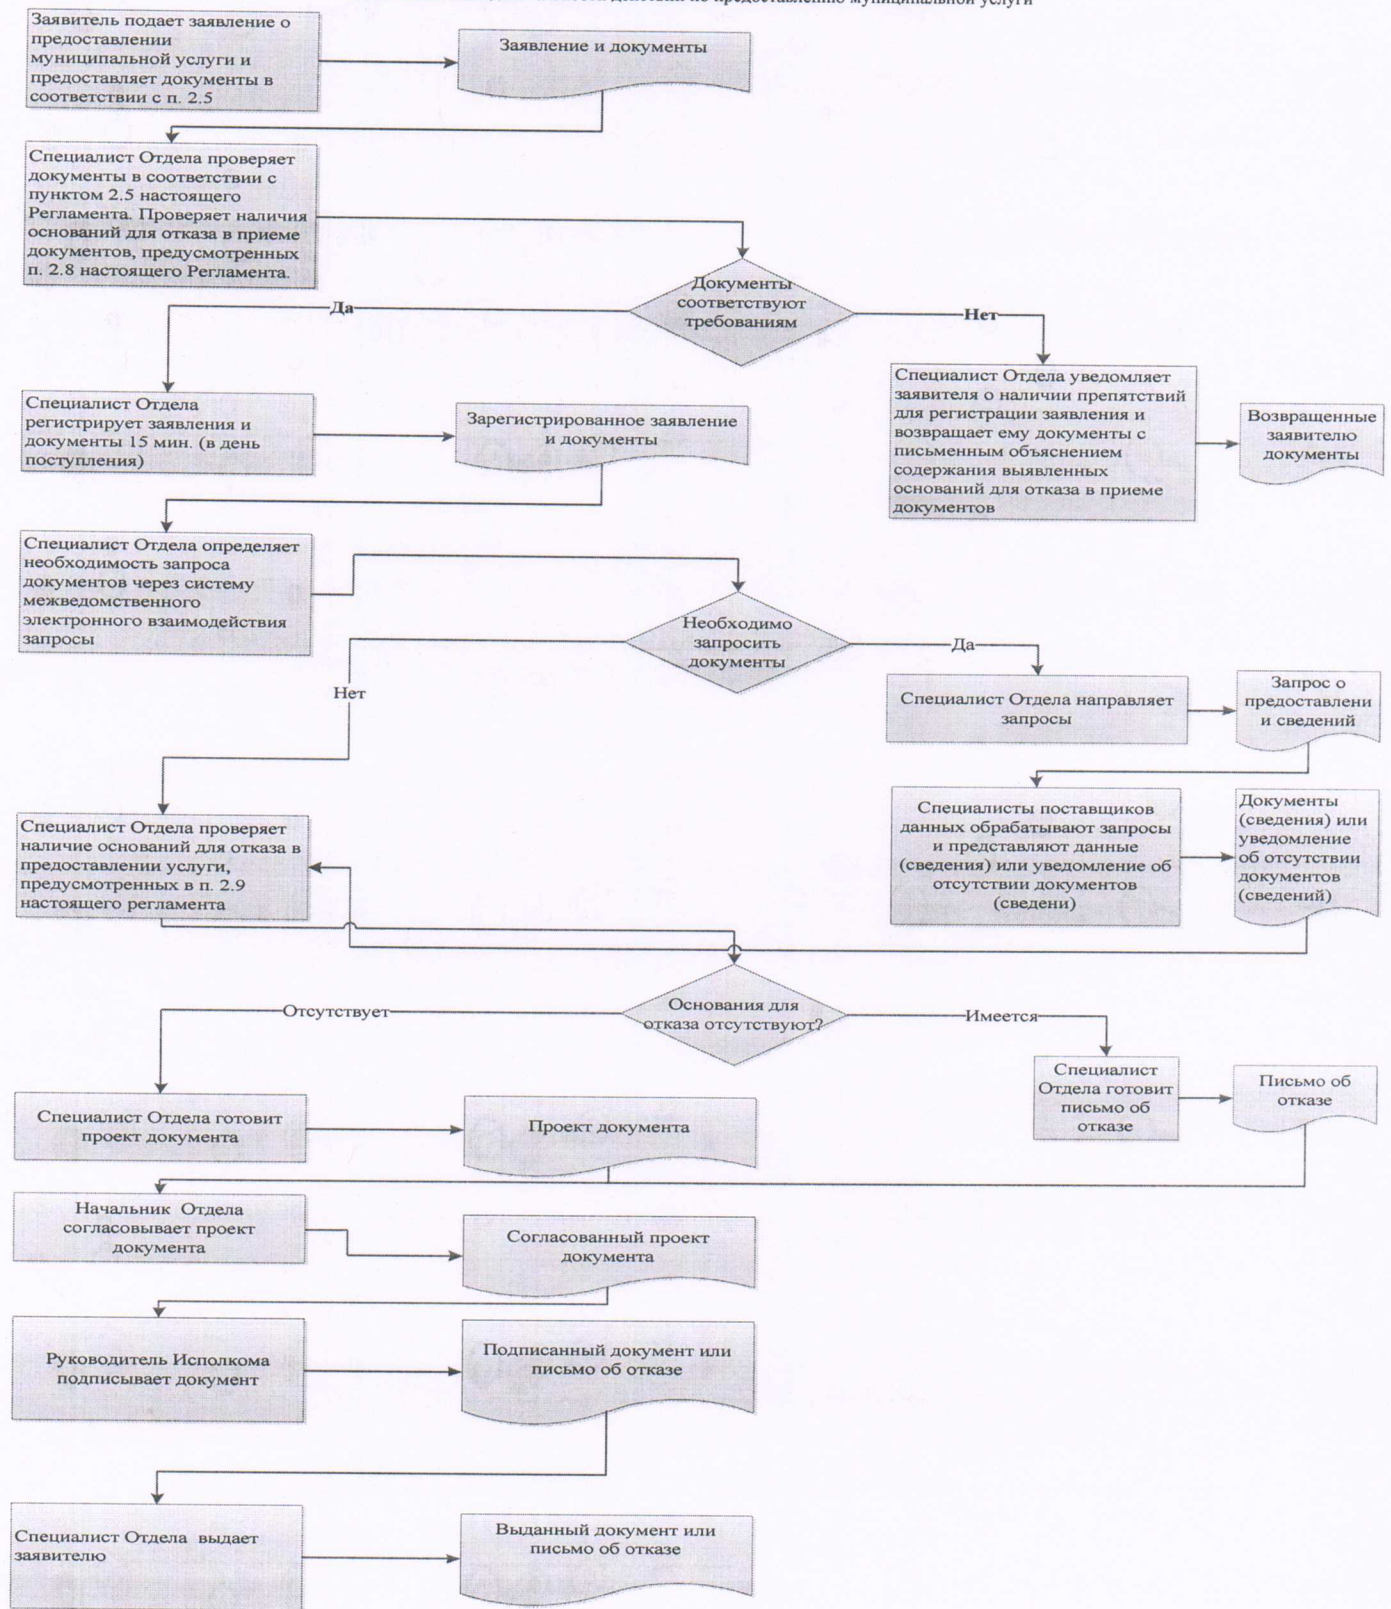 действий по предоставлению муниципальной услуги
Заявитель подает заявление о
предоставлении
муниципальной услуги и
предоставляет документы в
соответствии с п. 2.5
Заявление и документы
Специалист Отдела проверяет
документы в соответствии с
пунктом 2.5 настоящего
Регламента. Проверяет наличия
оснований для отказа в приеме
документов, предусмотренных
п. 2.8 настоящего Регламента.
Документы
соответствуют
требованиям
Да
Нет
Специалист Отдела
регистрирует заявления и
документы 15 мин. (в день
поступления)
Зарегистрированное заявление
и документы
Специалист Отдела уведомляет
заявителя о наличии препятствий
для регистрации заявления и
возвращает ему документы с
письменным объяснением
содержания выявленных
оснований для отказа в приеме
документов
Возвращенные
заявителю
документы
Специалист Отдела определяет
необходимость запроса
документов через систему
межведомственного
электронного взаимодействия
запросы
Необходимо
запросить
документы
Да
Нет
Специалист Отдела направляет
запросы
Запрос о
предоставлени
и сведений
Специалист Отдела проверяет
наличие оснований для отказа в
предоставлении услуги,
предусмотренных в п. 2.9
настоящего регламента
Специалисты поставщиков
данных обрабатывают запросы
и представляют данные
(сведения) или уведомление об
отсутствии документов
(сведени)
Документы
(сведения) или
уведомление
об отсутствии
документов
(сведений)
Основания для
отказа отсутствуют?
Отсутствует
Имеется
Специалист
Отдела готовит
письмо об
отказе
Письмо об
отказе
Специалист Отдела готовит
проект документа
Проект документа
Начальник Отдела
согласовывает проект
документа
Согласованный проект
документа
Руководитель Исполкома
подписывает документ
Подписанный документ или
письмо об отказе
Специалист Отдела выдает
заявителю
Выданный документ или
письмо об отказе